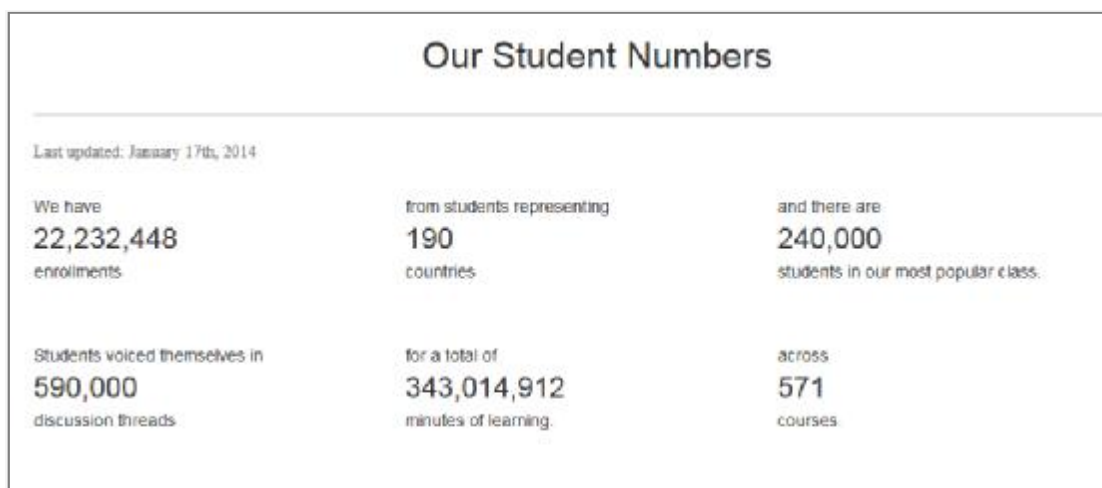 Our Student Numbers
Last updated: January 17th, 2014
We have
22,232,448
enrollments
from students representing
190
countries
and there are
240,000
students in our most popular class.
Students voiced themselves in
590,000
discussion threads
for a total of
343,014,912
minutes of learning.
across
571
courses